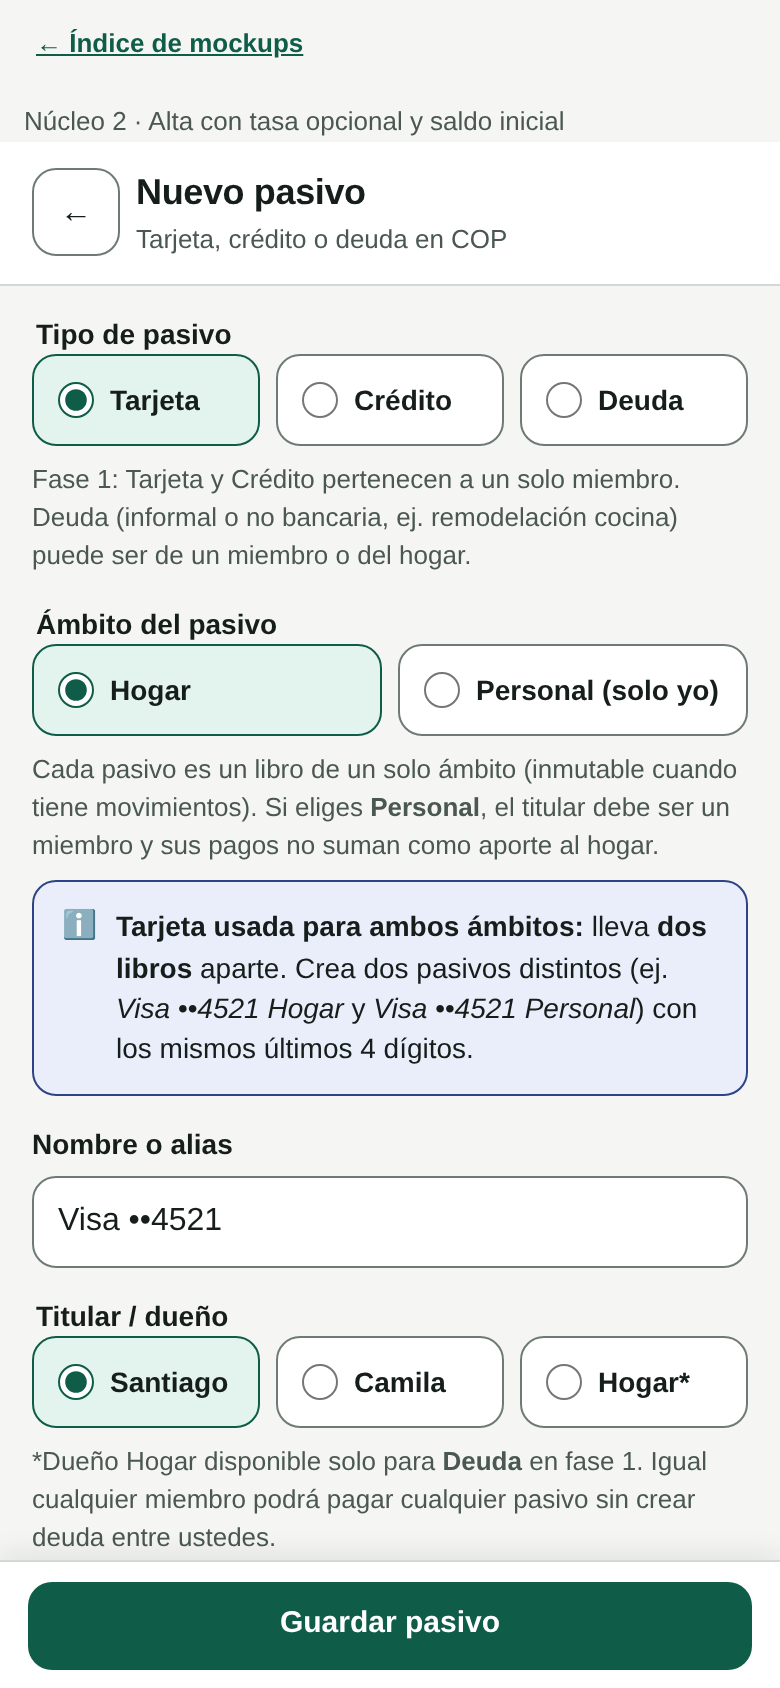 ← Índice de mockups
Núcleo 2 · Alta con tasa opcional y saldo inicial
←
Nuevo pasivo
Tarjeta, crédito o deuda en COP
Tipo de pasivo
Tarjeta
Crédito
Deuda
Fase 1: Tarjeta y Crédito pertenecen a un solo miembro.
Deuda (informal o no bancaria, ej. remodelación cocina)
puede ser de un miembro o del hogar.
Ámbito del pasivo
Hogar
Personal (solo yo)
Cada pasivo es un libro de un solo ámbito (inmutable cuando
tiene movimientos). Si eliges Personal, el titular debe ser un
miembro y sus pagos no suman como aporte al hogar.
ℹ️ Tarjeta usada para ambos ámbitos: lleva dos
libros aparte. Crea dos pasivos distintos (ej.
Visa ••4521 Hogar y Visa ••4521 Personal) con
los mismos últimos 4 dígitos.
Nombre o alias
Visa ••4521
Titular / dueño
Santiago
Camila
Hogar*
*Dueño Hogar disponible solo para Deuda en fase 1. Igual
cualquier miembro podrá pagar cualquier pasivo sin crear
deuda entre ustedes.
Guardar pasivo